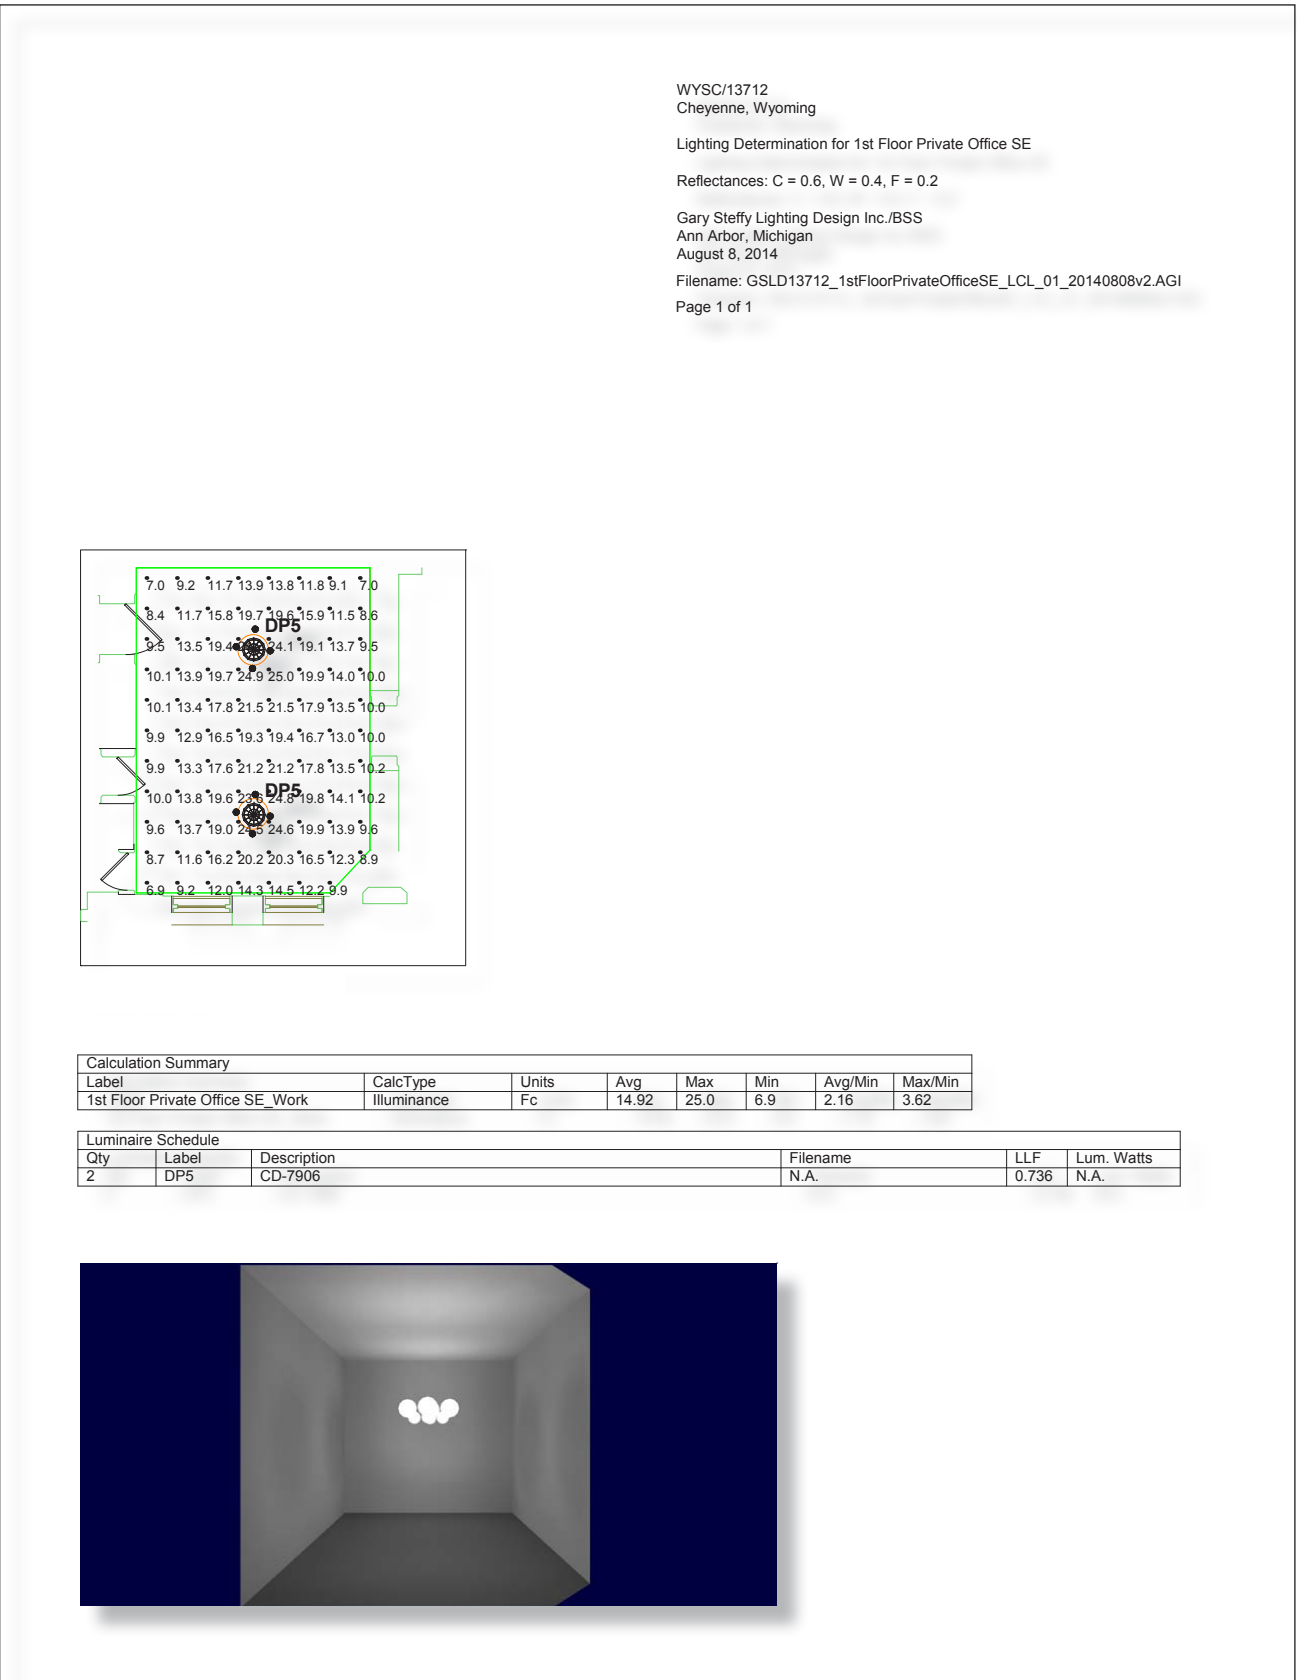 WYSC/13712
Cheyenne, Wyoming
Lighting Determination for 1st Floor Private Office SE
Reflectances: C = 0.6, W = 0.4, F = 0.2
Gary Steffy Lighting Design Inc./BSS
Ann Arbor, Michigan
August 8, 2014
Filename: GSLD13712_1stFloorPrivateOfficeSE_LCL_01_20140808v2.AGI
Page 1 of 1
7.0 9.2 11.7 13.9 13.8 11.8 9.1 7.0
8.4 11.7 15.8 19.7 19.6 15.9 11.5 8.6
DP5
9.5 13.5 19.4 24.1 19.1 13.7 9.5
10.1 13.9 19.7 24.9 25.0 19.9 14.0 10.0
10.1 13.4 17.8 21.5 21.5 17.9 13.5 10.0
9.9 12.9 16.5 19.3 19.4 16.7 13.0 10.0
9.9 13.3 17.6 21.2 21.2 17.8 13.5 10.2
DP5
10.0 13.8 19.6 23.6 24.8 19.8 14.1 10.2
9.6 13.7 19.0 24.5 24.6 19.9 13.9 9.6
8.7 11.6 16.2 20.2 20.3 16.5 12.3 8.9
6.9 9.2 12.0 14.3 14.5 12.2 9.9
Calculation Summary
Label CalcType Units Avg Max Min Avg/Min Max/Min
1st Floor Private Office SE_Work Illuminance Fc 14.92 25.0 6.9 2.16 3.62
Luminaire Schedule
Qty Label Description Filename LLF Lum. Watts
2 DP5 CD-7906 N.A. 0.736 N.A.